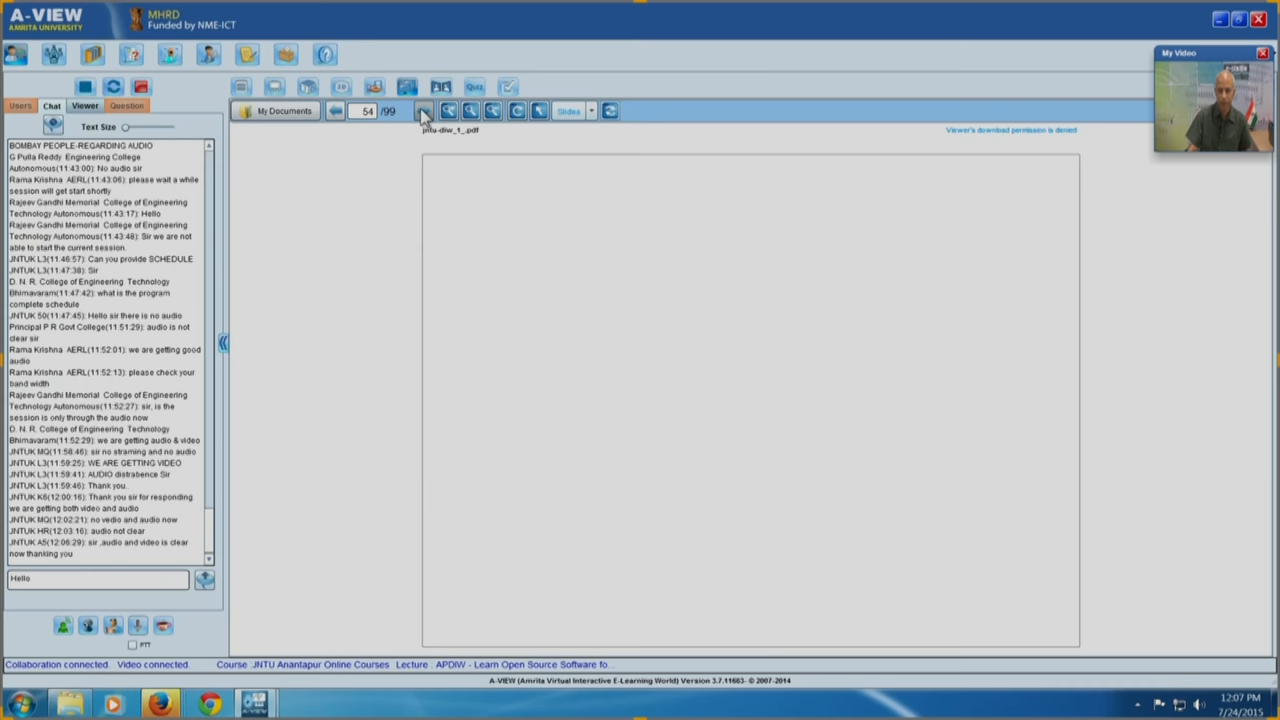 A-VIEW
AMRITA UNIVERSITY
MHRD
Funded by NME-ICT
My Video
Quiz
Users
Chat
Viewer
Question
My Documents
54 /99
Slides
Text Size
jntu-diw_1_.pdf
Viewer's download permission is denied
BOMBAY PEOPLE-REGARDING AUDIO
G Pulla Reddy Engineering College
Autonomous(11:43:00): No audio sir
Rama Krishna AERL(11:43:06): please wait a while
session will get start shortly
Rajeev Gandhi Memorial College of Engineering
Technology Autonomous(11:43:17): Hello
Rajeev Gandhi Memorial College of Engineering
Technology Autonomous(11:43:48): Sir we are not
able to start the current session.
JNTUK L3(11:46:57): Can you provide SCHEDULE
JNTUK L3(11:47:38): Sir
D. N. R. College of Engineering Technology
Bhimavaram(11:47:42): what is the program
complete schedule
JNTUK 50(11:47:45): Hello sir there is no audio
Principal P R Govt College(11:51:29): audio is not
clear sir
Rama Krishna AERL(11:52:01): we are getting good
audio
Rama Krishna AERL(11:52:13): please check your
band width
Rajeev Gandhi Memorial College of Engineering
Technology Autonomous(11:52:27): sir, is the
session is only through the audio now
D. N. R. College of Engineering Technology
Bhimavaram(11:52:29): we are getting audio & video
JNTUK MQ(11:58:46): sir no straming and no audio
JNTUK L3(11:59:25): WE ARE GETTING VIDEO
JNTUK L3(11:59:41): AUDIO distrabence Sir
JNTUK L3(11:59:46): Thank you..
JNTUK K6(12:00:16): Thank you sir for responding
we are getting both video and audio
JNTUK MQ(12:02:21): no vedio and audio now
JNTUK HR(12:03:16): audio not clear
JNTUK A5(12:06:29): sir ,audio and video is clear
now thanking you
Hello
PTT
Collaboration connected. Video connected. Course : JNTU Anantapur Online Courses Lecture : APDIW - Learn Open Source Software fo...
A-VIEW (Amrita Virtual Interactive E-Learning World) Version 3.7.11663- © 2007-2014
12:07 PM
7/24/2015